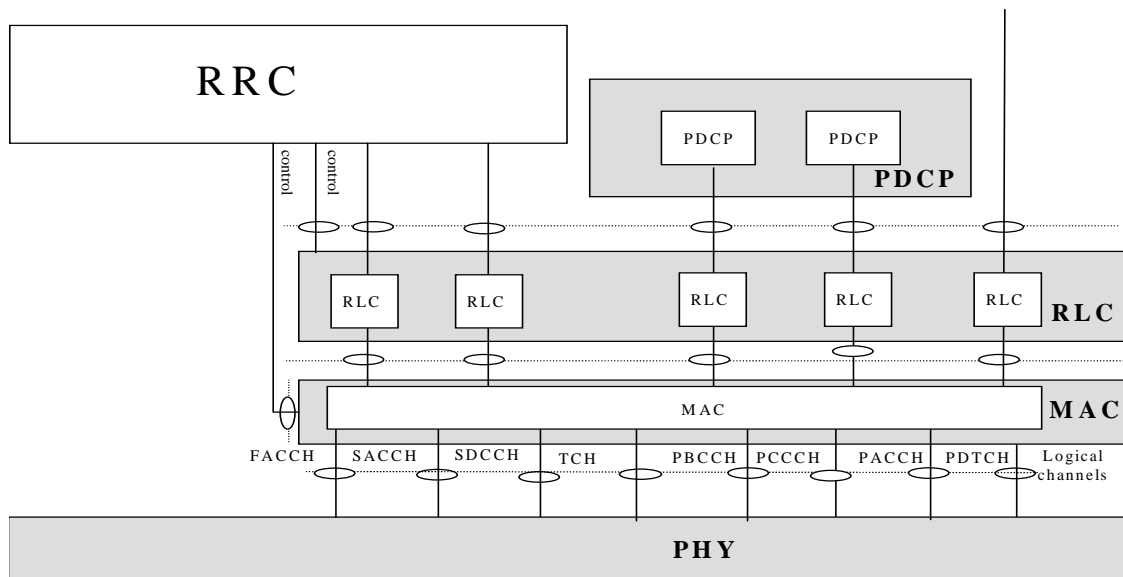 RRC
PDCP
PDCP
PDCP
control
control
RLC
RLC
RLC
RLC
RLC
RLC
MAC
MAC
FACCH
SACCH
SDCCH
TCH
PBCCH
PCCCH
PACCH
PDTCH
Logical
channels
PHY